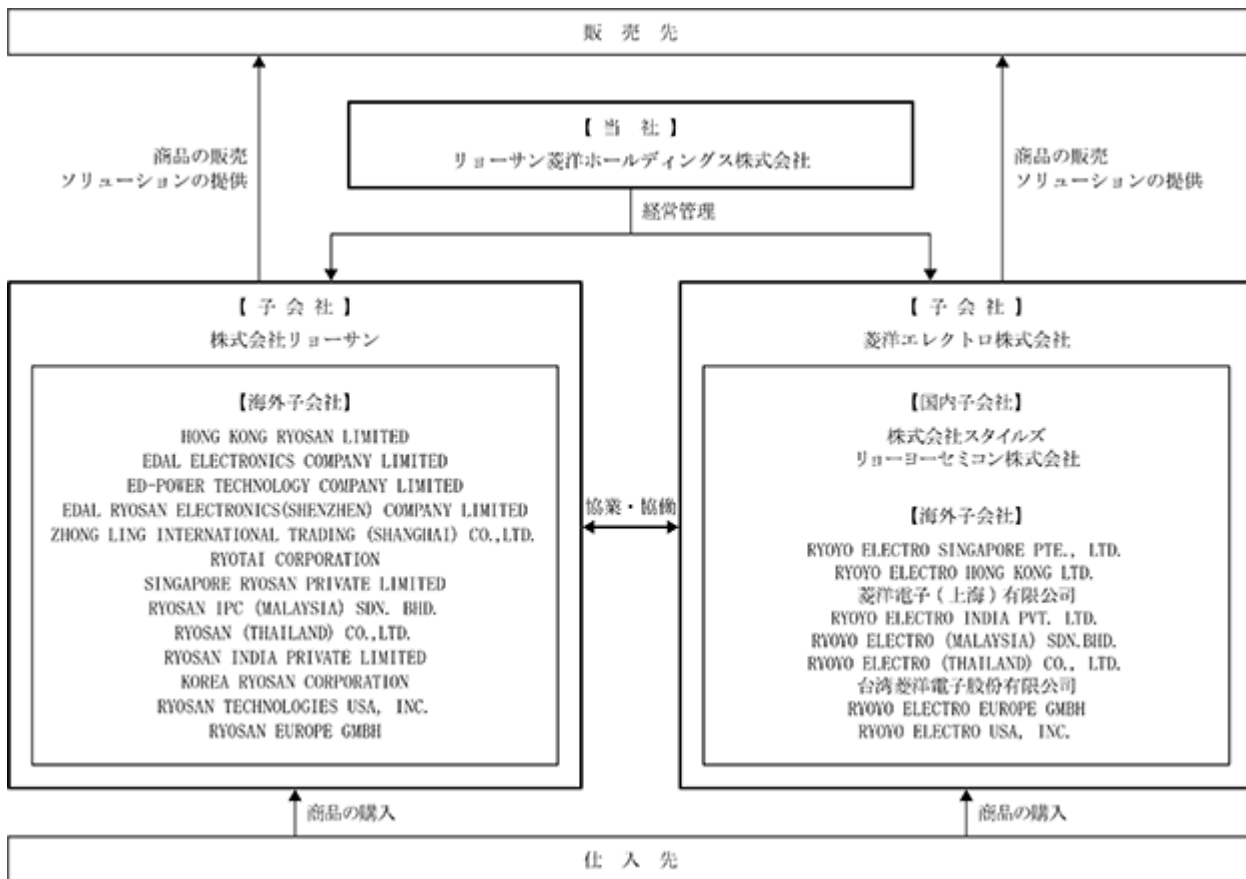 販 売 先
【 当 社 】
リョーサン菱洋ホールディングス株式会社
商品の販売
ソリューションの提供
商品の販売
ソリューションの提供
経営管理
【 子 会 社 】
株式会社リョーサン
【海外子会社】
HONG KONG RYOSAN LIMITED
EDAL ELECTRONICS COMPANY LIMITED
ED-POWER TECHNOLOGY COMPANY LIMITED
EDAL RYOSAN ELECTRONICS(SHENZHEN) COMPANY LIMITED
ZHONG LING INTERNATIONAL TRADING (SHANGHAI) CO.,LTD.
RYOTAI CORPORATION
SINGAPORE RYOSAN PRIVATE LIMITED
RYOSAN IPC (MALAYSIA) SDN. BHD.
RYOSAN (THAILAND) CO.,LTD.
RYOSAN INDIA PRIVATE LIMITED
KOREA RYOSAN CORPORATION
RYOSAN TECHNOLOGIES USA, INC.
RYOSAN EUROPE GMBH
協業・協働
【 子 会 社 】
菱洋エレクトロ株式会社
【国内子会社】
株式会社スタイルズ
リョーヨーセミコン株式会社
【海外子会社】
RYOYO ELECTRO SINGAPORE PTE., LTD.
RYOYO ELECTRO HONG KONG LTD.
菱洋電子(上海)有限公司
RYOYO ELECTRO INDIA PVT. LTD.
RYOYO ELECTRO (MALAYSIA) SDN.BHD.
RYOYO ELECTRO (THAILAND) CO., LTD.
台湾菱洋電子股份有限公司
RYOYO ELECTRO EUROPE GMBH
RYOYO ELECTRO USA, INC.
商品の購入
商品の購入
仕 入 先